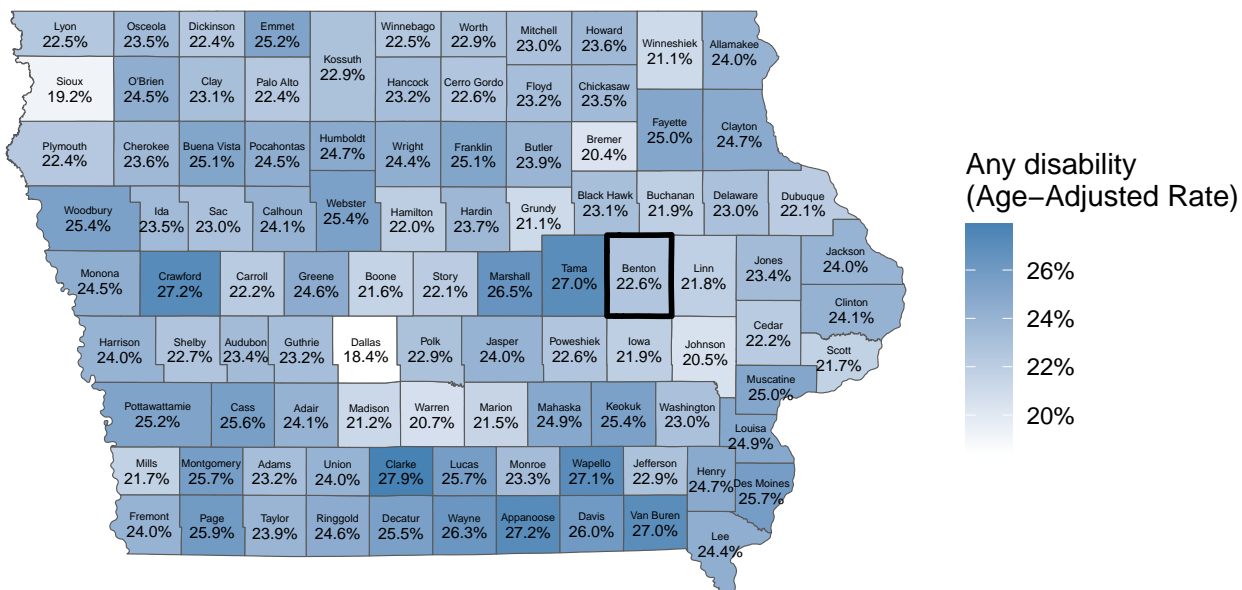 Lyon
22.5%
Osceola
23.5%
Dickinson
22.4%
Emmet
25.2%
Kossuth
22.9%
Winnebago
22.5%
Worth
22.9%
Mitchell
23.0%
Howard
23.6%
Winneshiek
21.1%
Allamakee
24.0%
Sioux
19.2%
O'Brien
24.5%
Clay
23.1%
Palo Alto
22.4%
Hancock
23.2%
Cerro Gordo
22.6%
Floyd
23.2%
Chickasaw
23.5%
Fayette
25.0%
Clayton
24.7%
Plymouth
22.4%
Cherokee
23.6%
Buena Vista
25.1%
Pocahontas
24.5%
Humboldt
24.7%
Wright
24.4%
Franklin
25.1%
Butler
23.9%
Bremer
20.4%
Woodbury
25.4%
Ida
23.5%
Sac
23.0%
Calhoun
24.1%
Webster
25.4%
Hamilton
22.0%
Hardin
23.7%
Grundy
21.1%
Black Hawk
23.1%
Buchanan
21.9%
Delaware
23.0%
Dubuque
22.1%
Monona
24.5%
Crawford
27.2%
Carroll
22.2%
Greene
24.6%
Boone
21.6%
Story
22.1%
Marshall
26.5%
Tama
27.0%
Benton
22.6%
Linn
21.8%
Jones
23.4%
Jackson
24.0%
Clinton
24.1%
Harrison
24.0%
Shelby
22.7%
Audubon
23.4%
Guthrie
23.2%
Dallas
18.4%
Polk
22.9%
Jasper
24.0%
Poweshiek
22.6%
Iowa
21.9%
Johnson
20.5%
Cedar
22.2%
Scott
21.7%
Muscatine
25.0%
Pottawattamie
25.2%
Cass
25.6%
Adair
24.1%
Madison
21.2%
Warren
20.7%
Marion
21.5%
Mahaska
24.9%
Keokuk
25.4%
Washington
23.0%
Louisa
24.9%
Mills
21.7%
Montgomery
25.7%
Adams
23.2%
Union
24.0%
Clarke
27.9%
Lucas
25.7%
Monroe
23.3%
Wapello
27.1%
Jefferson
22.9%
Henry
24.7%
Des Moines
25.7%
Fremont
24.0%
Page
25.9%
Taylor
23.9%
Ringgold
24.6%
Decatur
25.5%
Wayne
26.3%
Appanoose
27.2%
Davis
26.0%
Van Buren
27.0%
Lee
24.4%
Any disability
(Age−Adjusted Rate)
26%
24%
22%
20%